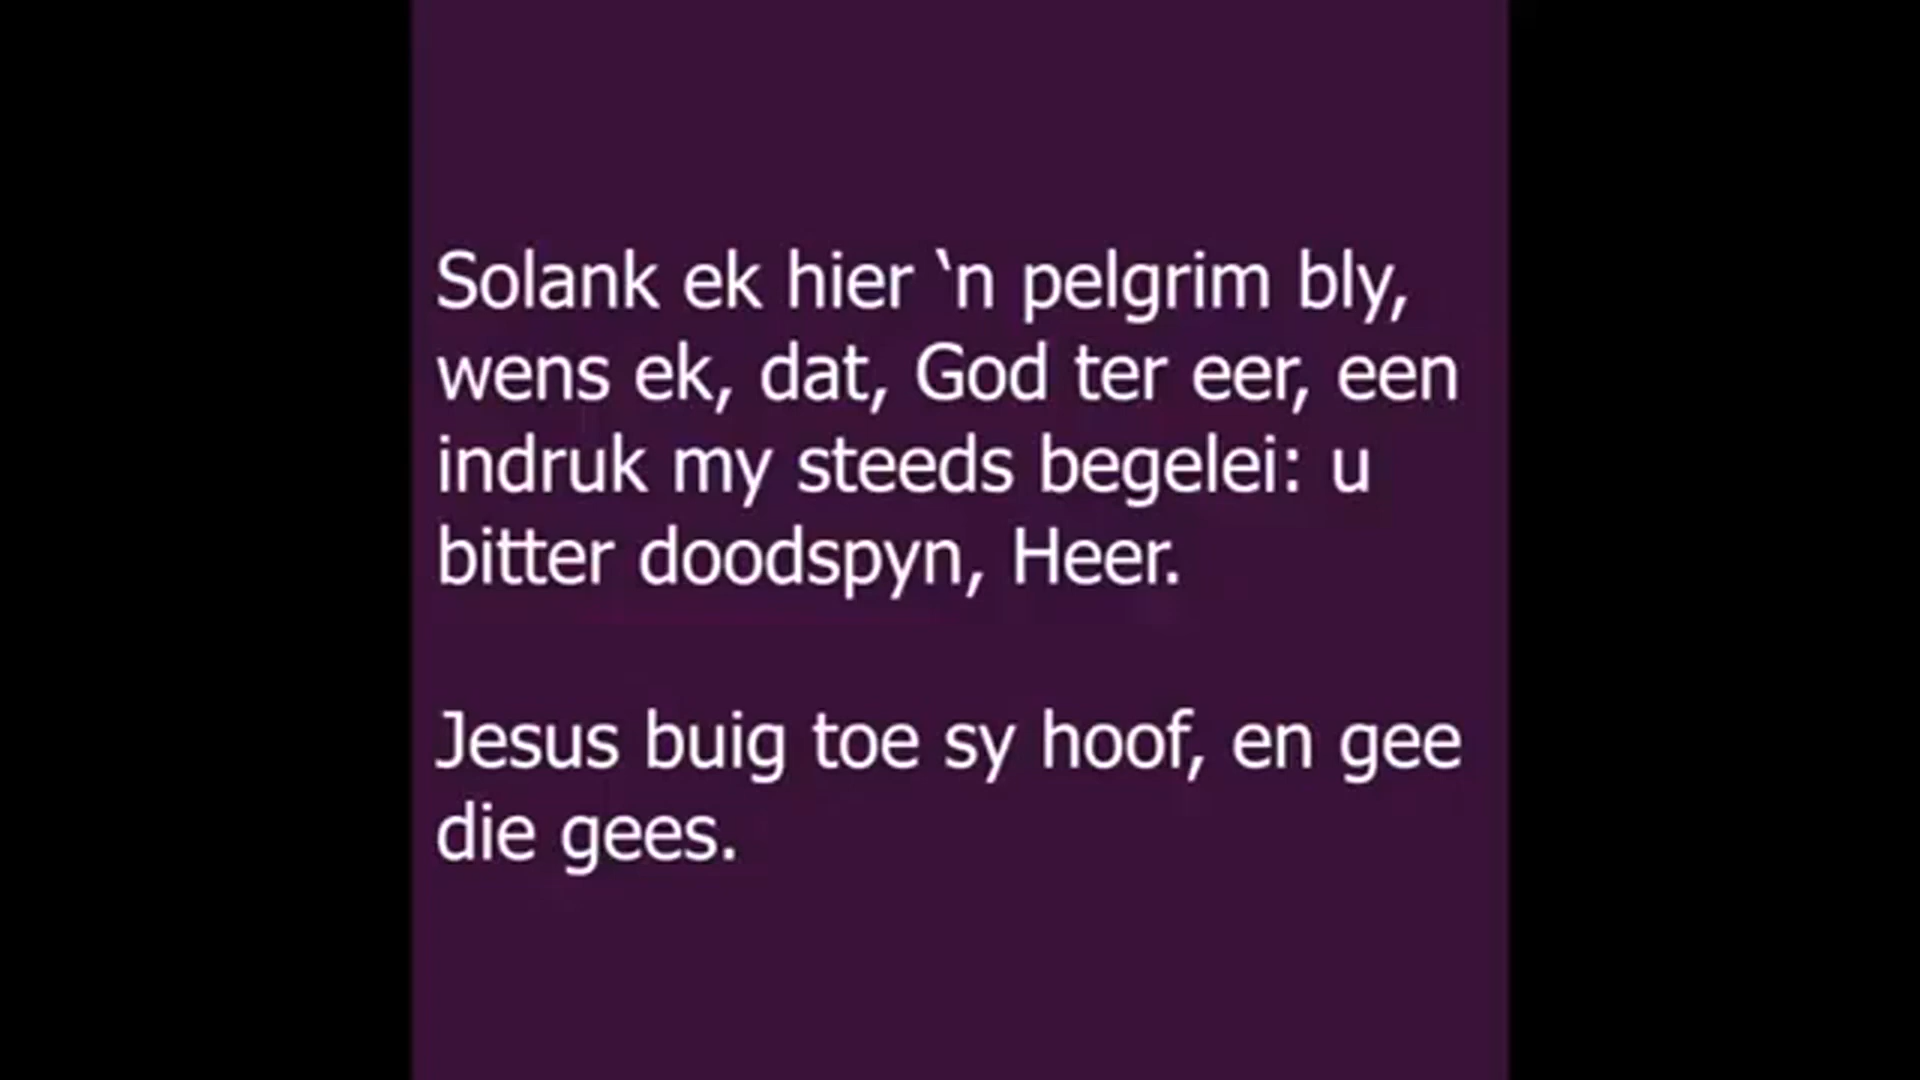 Solank ek hier ‘n pelgrim bly,
wens ek, dat, God ter eer, een
indruk my steeds begelei: u
bitter doodspyn, Heer.
Jesus buig toe sy hoof, en gee
die gees.